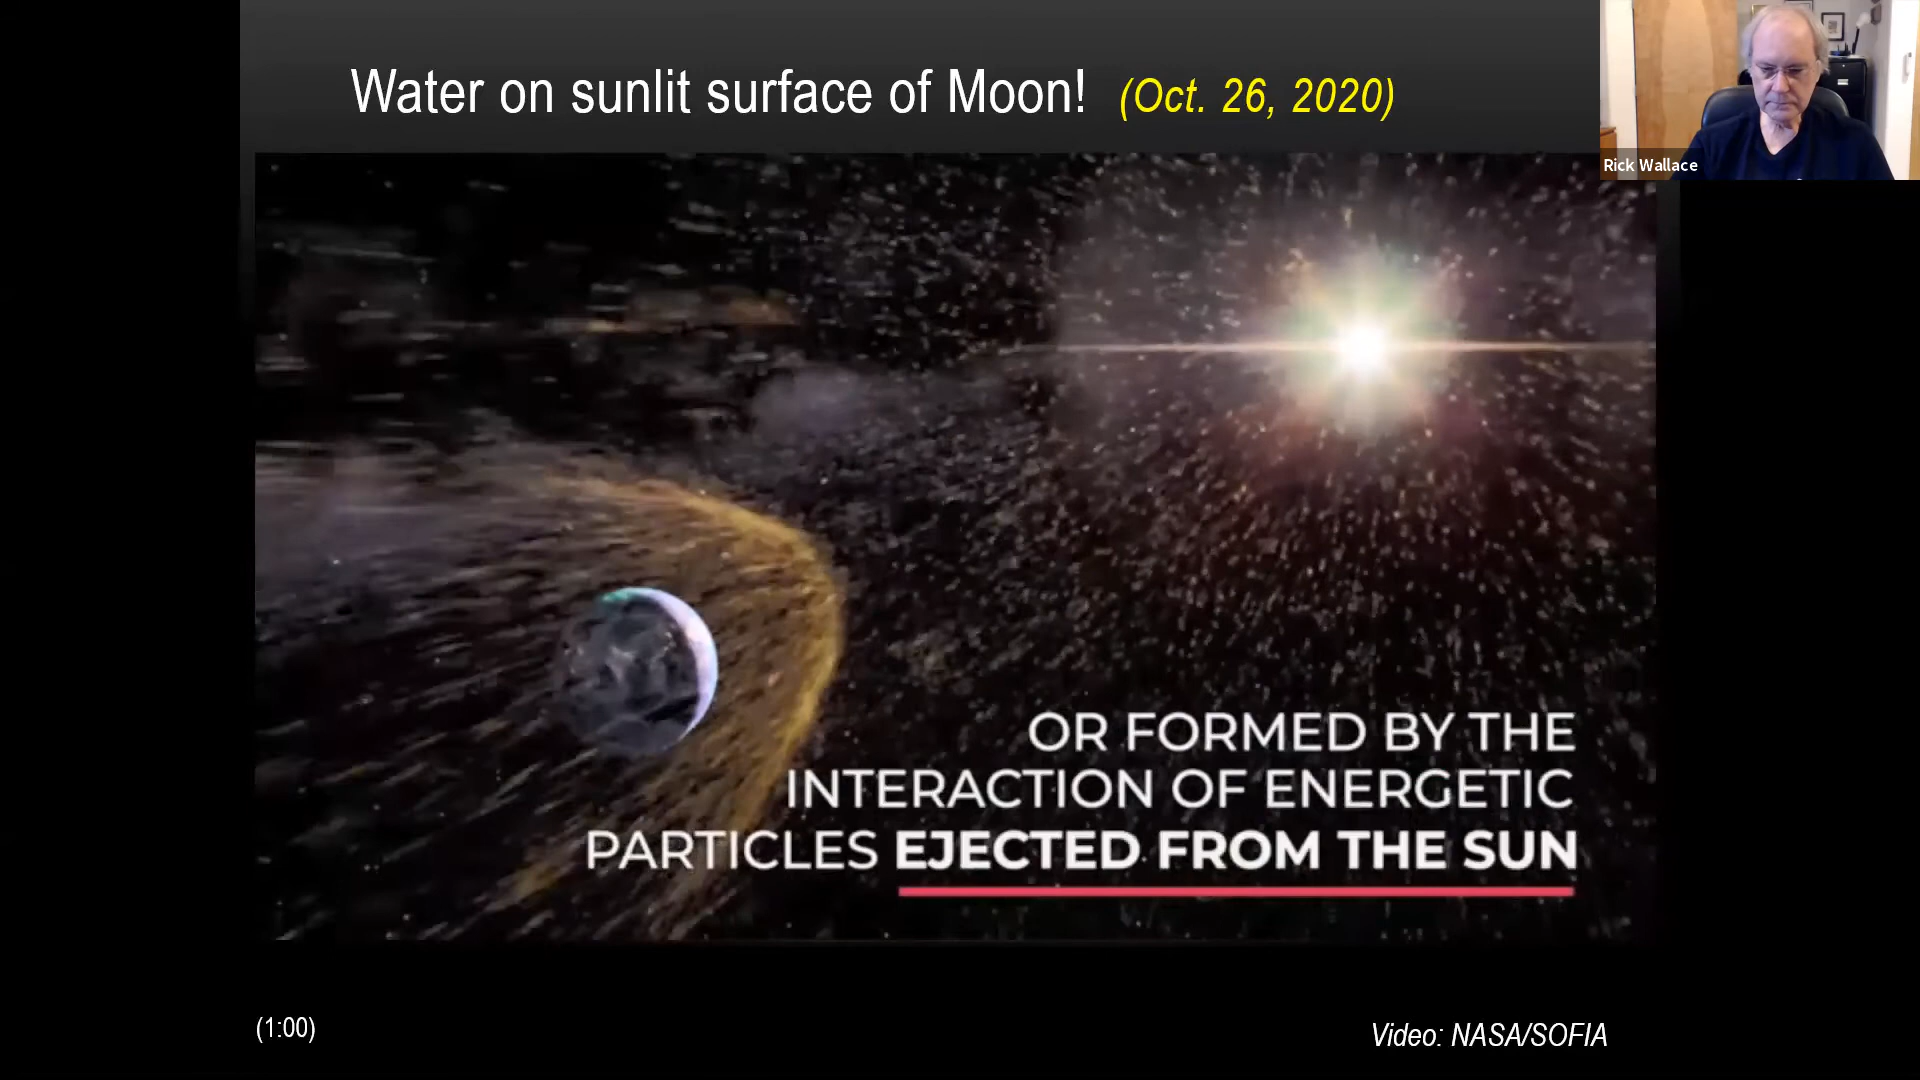 Water on sunlit surface of Moon! (Oct. 26, 2020)
Rick Wallace
OR FORMED BY THE
INTERACTION OF ENERGETIC
PARTICLES EJECTED FROM THE SUN
(1:00)
Video: NASA/SOFIA